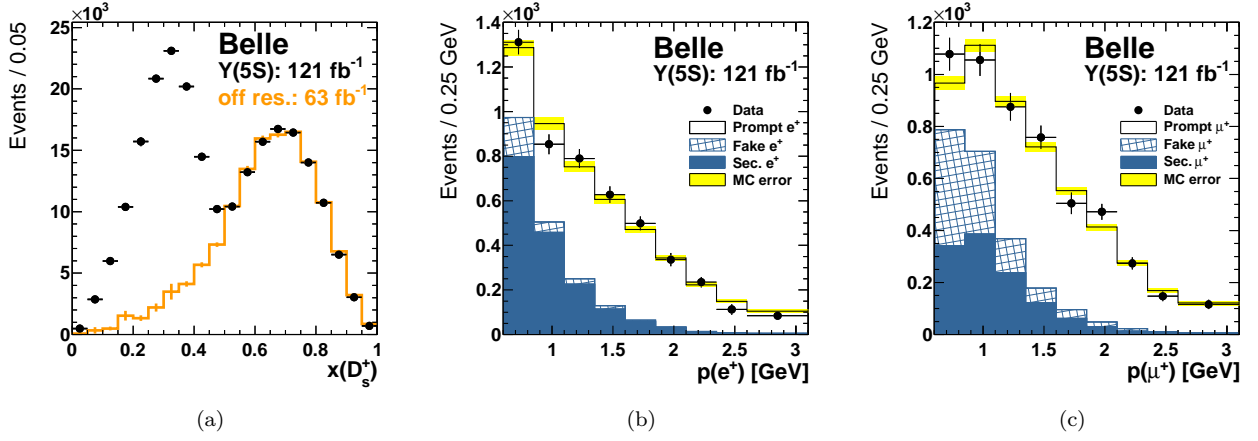 ×10³
Events / 0.05
25
20
15
10
5
0
0
0.2
0.4
0.6
0.8
1
Belle
Υ(5S): 121 fb⁻¹
off res.: 63 fb⁻¹
x(D_s⁺)
(a)
×10³
Events / 0.25 GeV
1.4
1.2
1
0.8
0.6
0.4
0.2
0
1
1.5
2
2.5
3
Belle
Υ(5S): 121 fb⁻¹
Data
Prompt e⁺
Fake e⁺
Sec. e⁺
MC error
p(e⁺) [GeV]
(b)
×10³
Events / 0.25 GeV
1.2
1
0.8
0.6
0.4
0.2
0
1
1.5
2
2.5
3
Belle
Υ(5S): 121 fb⁻¹
Data
Prompt μ⁺
Fake μ⁺
Sec. μ⁺
MC error
p(μ⁺) [GeV]
(c)